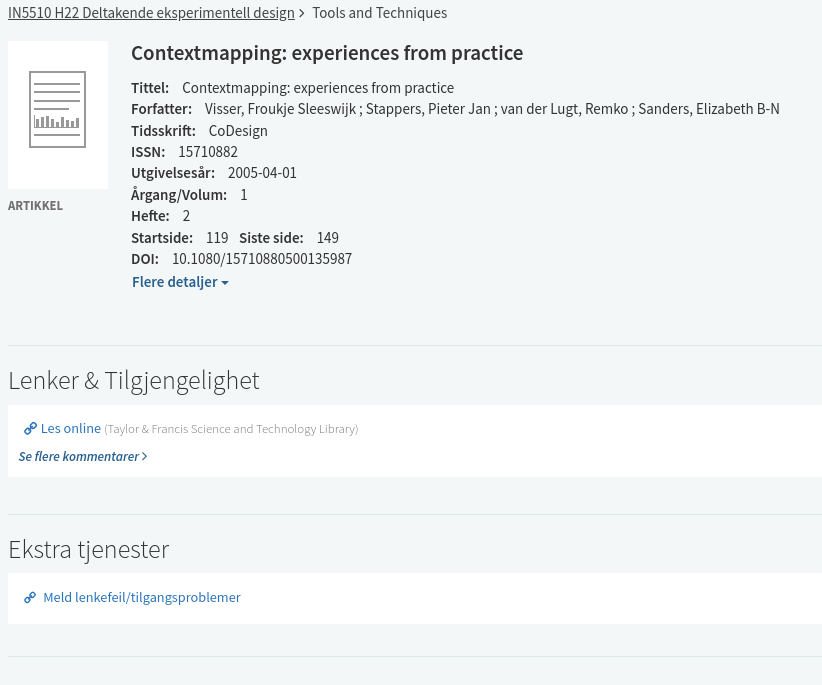 IN5510 H22 Deltakende eksperimentell design > Tools and Techniques
Contextmapping: experiences from practice
Tittel: Contextmapping: experiences from practice
Forfatter: Visser, Froukje Sleeswijk ; Stappers, Pieter Jan ; van der Lugt, Remko ; Sanders, Elizabeth B-N
Tidsskrift: CoDesign
ISSN: 15710882
Utgivelsesår: 2005-04-01
Årgang/Volum: 1
ARTIKKEL
Hefte: 2
Startside: 119 Siste side: 149
DOI: 10.1080/15710880500135987
Flere detaljer
Lenker & Tilgjengelighet
Les online (Taylor & Francis Science and Technology Library)
Se flere kommentarer >
Ekstra tjenester
Meld lenkefeil/tilgangsproblemer